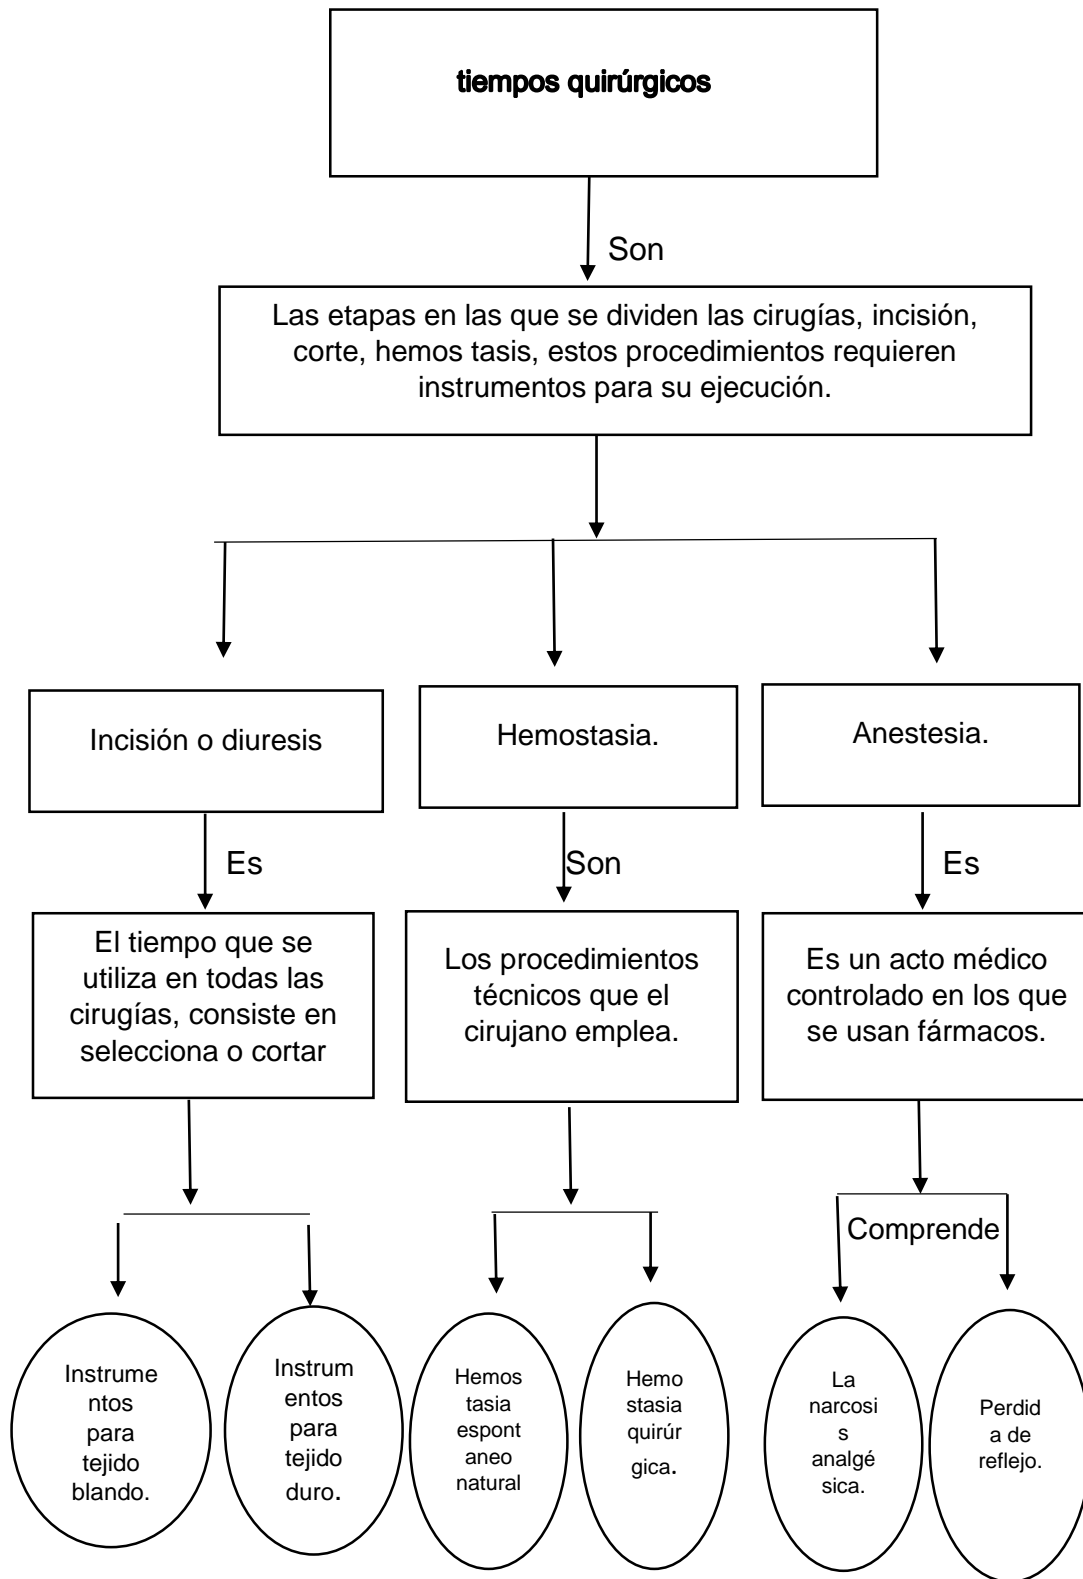 tiempos quirúrgicos
Son
Las etapas en las que se dividen las cirugías, incisión,
corte, hemos tasis, estos procedimientos requieren
instrumentos para su ejecución.
Incisión o diuresis
Hemostasia.
Anestesia.
Es
Son
Es
El tiempo que se
utiliza en todas las
cirugías, consiste en
selecciona o cortar
Los procedimientos
técnicos que el
cirujano emplea.
Es un acto médico
controlado en los que
se usan fármacos.
Comprende
Instrume
ntos
para
tejido
blando.
Instrum
entos
para
tejido
duro.
Hemos
tasia
espont
aneo
natural
Hemo
stasia
quirúr
gica.
La
narcosi
s
analgé
sica.
Perdid
a de
reflejo.